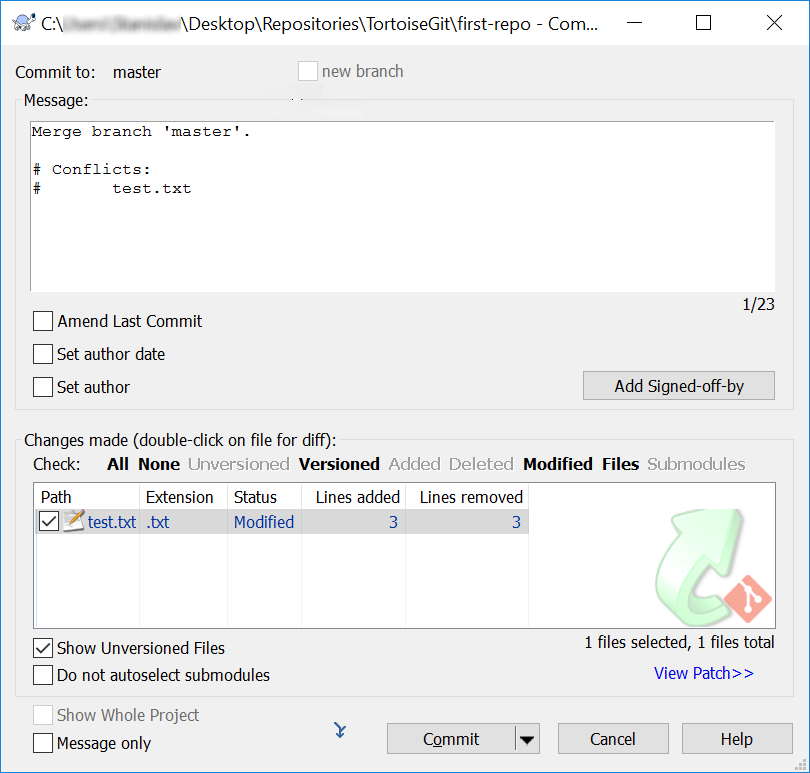 C:\ \Desktop\Repositories\TortoiseGit\first-repo - Com...
Commit to: master new branch
Message:
Merge branch 'master'.
# Conflicts:
# test.txt
1/23
Amend Last Commit
Set author date
Set author
Add Signed-off-by
Changes made (double-click on file for diff):
Check: All None Unversioned Versioned Added Deleted Modified Files Submodules
Path Extension Status Lines added Lines removed
test.txt .txt Modified 3 3
Show Unversioned Files
1 files selected, 1 files total
Do not autoselect submodules
View Patch>>
Show Whole Project
Message only
Commit Cancel Help